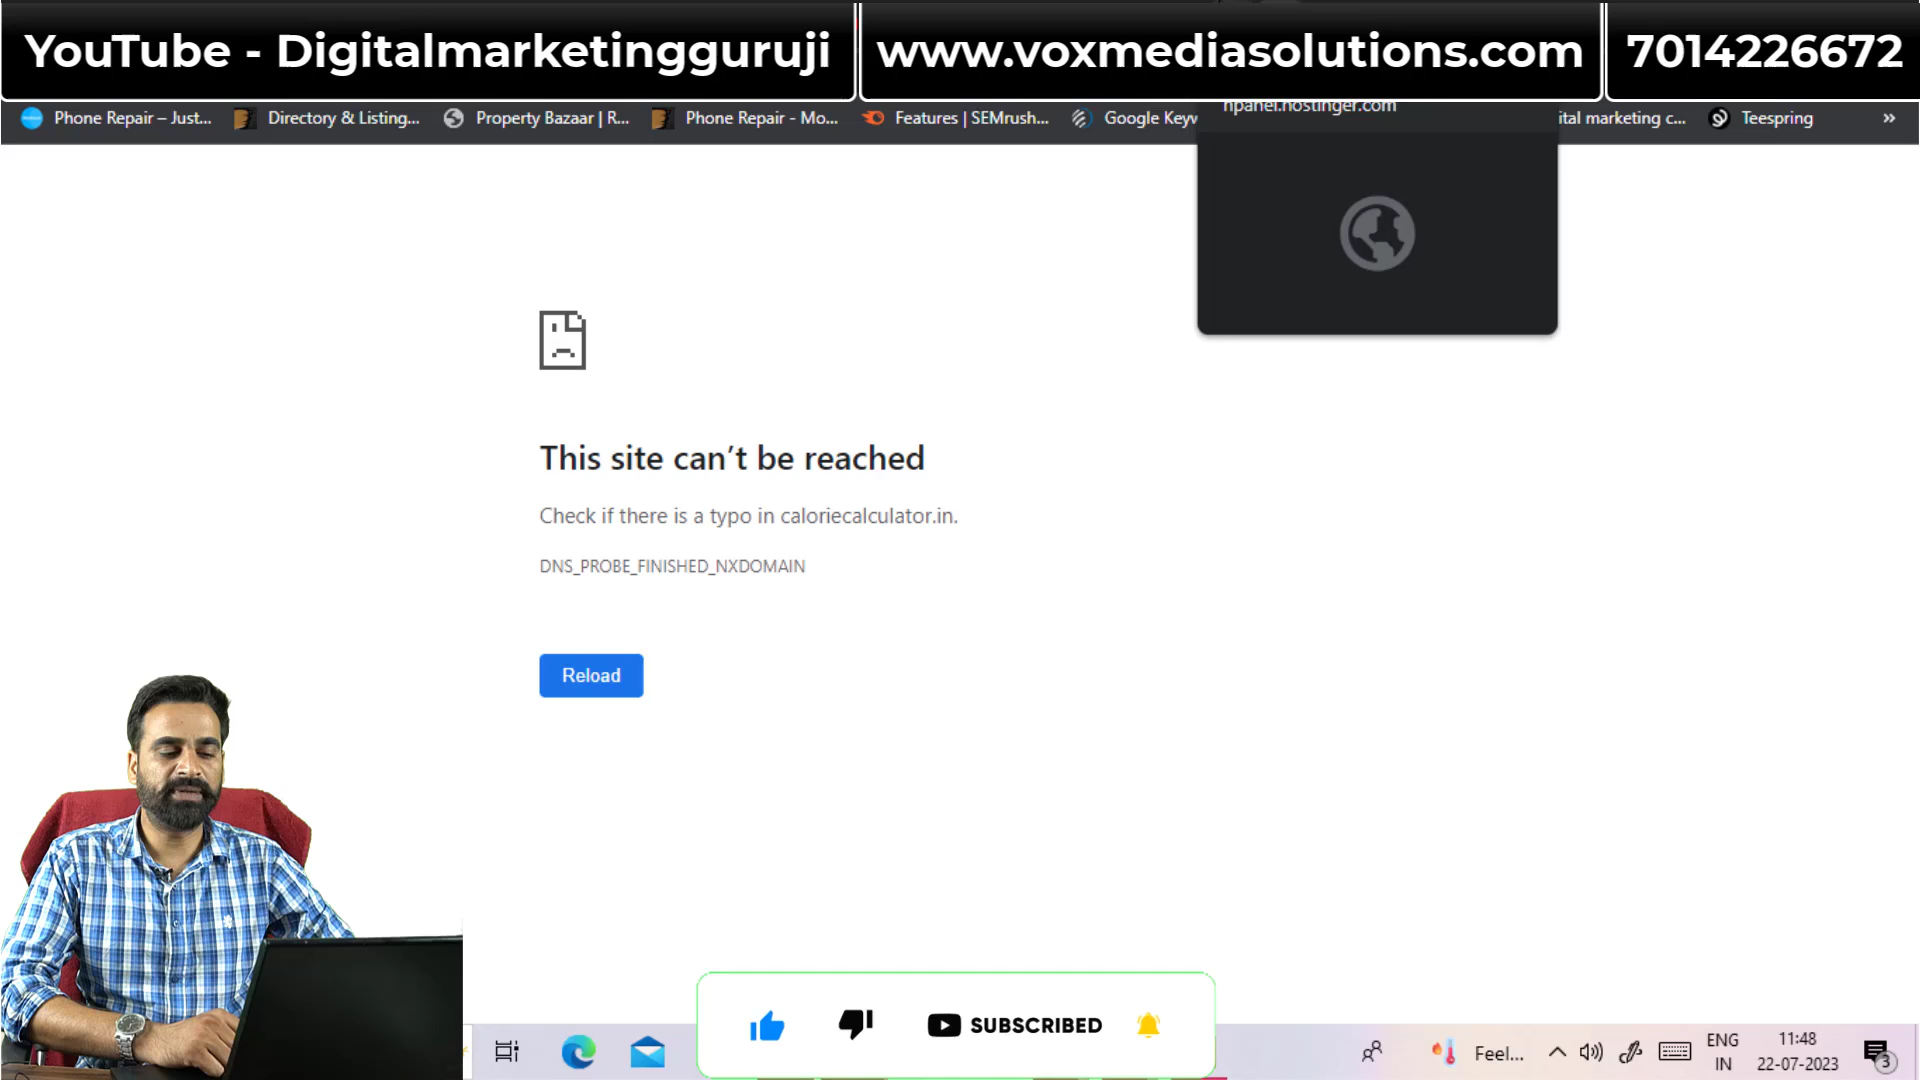 YouTube - Digitalmarketingguruji
www.voxmediasolutions.com
7014226672
hpanel.hostinger.com
Phone Repair – Just...
Directory & Listing...
Property Bazaar | R...
Phone Repair - Mo...
Features | SEMrush...
Google Keyw
ital marketing c...
Teespring
»
This site can't be reached
Check if there is a typo in caloriecalculator.in.
DNS_PROBE_FINISHED_NXDOMAIN
Reload
SUBSCRIBED
Feel...
ENG
IN
11:48
22-07-2023
3